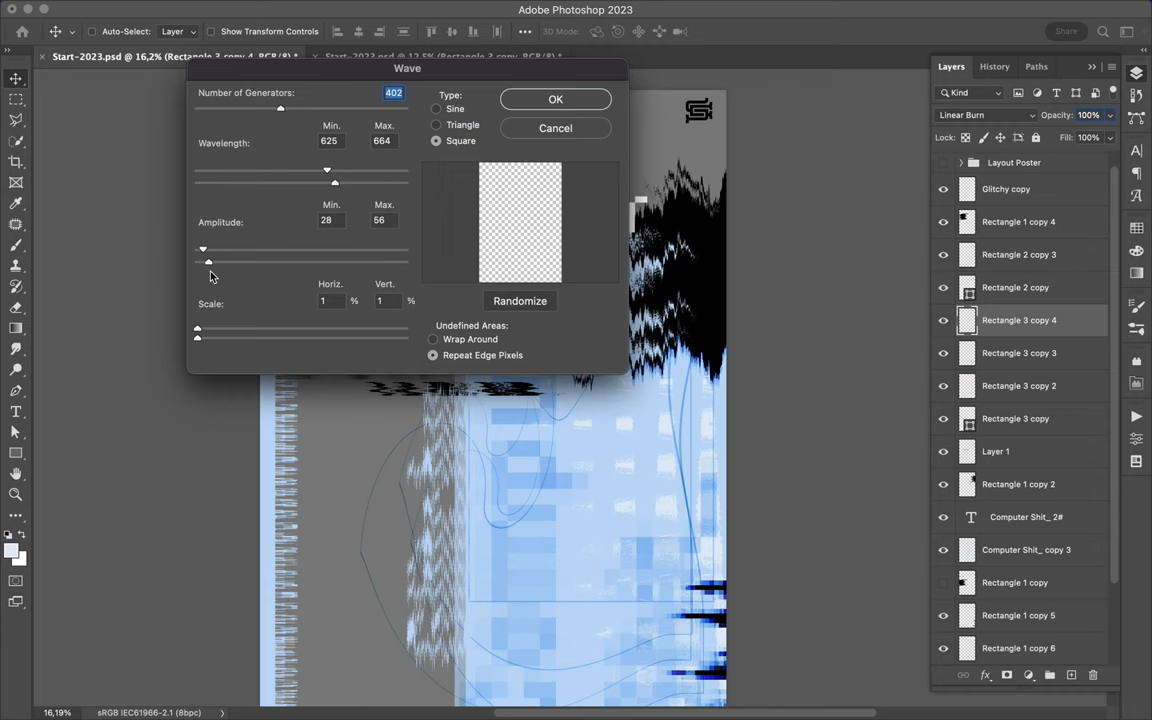 Adobe Photoshop 2023
Auto-Select:
Layer
Show Transform Controls
3D Mode:
Share
Start-2023.psd @ 16,2% (Rectangle 3 copy 4, RGB/8) *
Start-2023.psd @ 12,5% (Rectangle 3 copy, RGB/8) *
Wave
Number of Generators:
402
Wavelength:
Min.
Max.
625
664
Amplitude:
Min.
Max.
28
56
Scale:
Horiz.
Vert.
1 %
1 %
Type:
Sine
Triangle
Square
OK
Cancel
Randomize
Undefined Areas:
Wrap Around
Repeat Edge Pixels
Layers
History
Paths
Kind
Linear Burn
Opacity: 100%
Lock:
Fill: 100%
Layout Poster
Glitchy copy
Rectangle 1 copy 4
Rectangle 2 copy 3
Rectangle 2 copy
Rectangle 3 copy 4
Rectangle 3 copy 3
Rectangle 3 copy 2
Rectangle 3 copy
Layer 1
Rectangle 1 copy 2
Computer Shit_ 2#
Computer Shit_ copy 3
Rectangle 1 copy
Rectangle 1 copy 5
Rectangle 1 copy 6
16,19%
sRGB IEC61966-2.1 (8bpc)